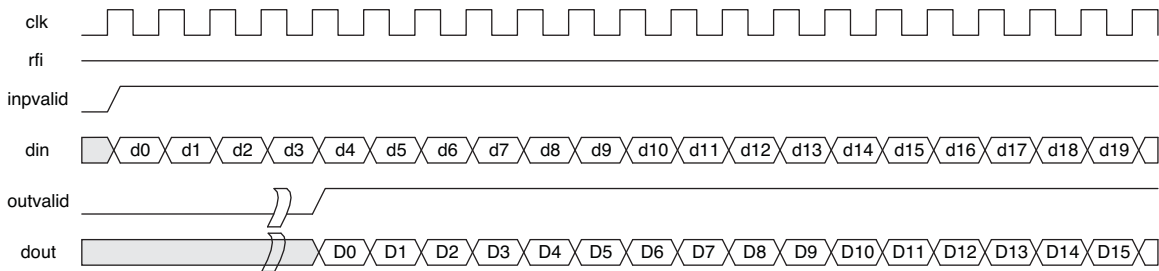 clk
rfi
inpvalid
din d0 d1 d2 d3 d4 d5 d6 d7 d8 d9 d10 d11 d12 d13 d14 d15 d16 d17 d18 d19
outvalid
dout D0 D1 D2 D3 D4 D5 D6 D7 D8 D9 D10 D11 D12 D13 D14 D15